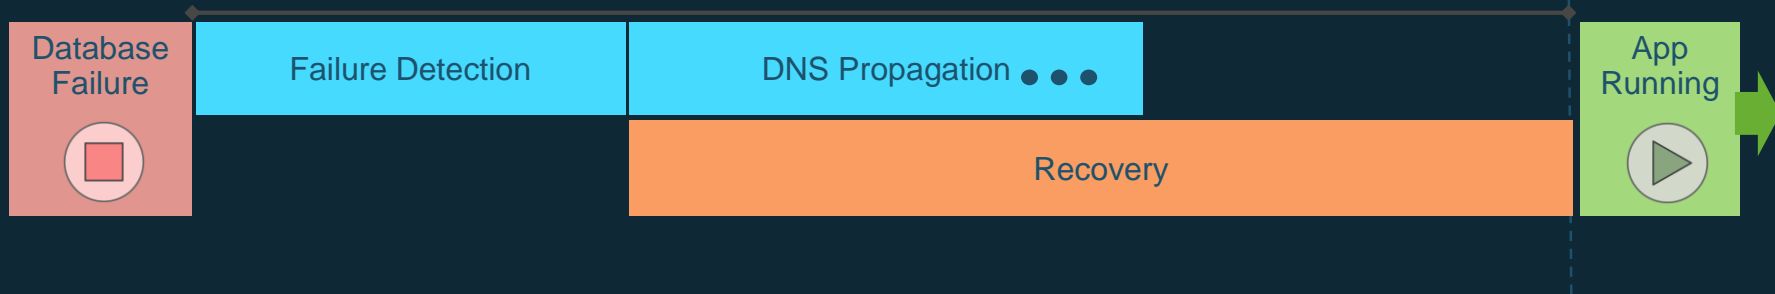 Database
Failure
Failure Detection
DNS Propagation
App
Running
Recovery